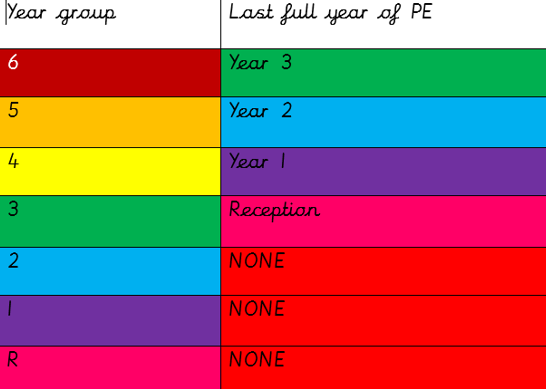 Year group Last full year of PE
6 Year 3
5 Year 2
4 Year 1
3 Reception
2 NONE
1 NONE
R NONE